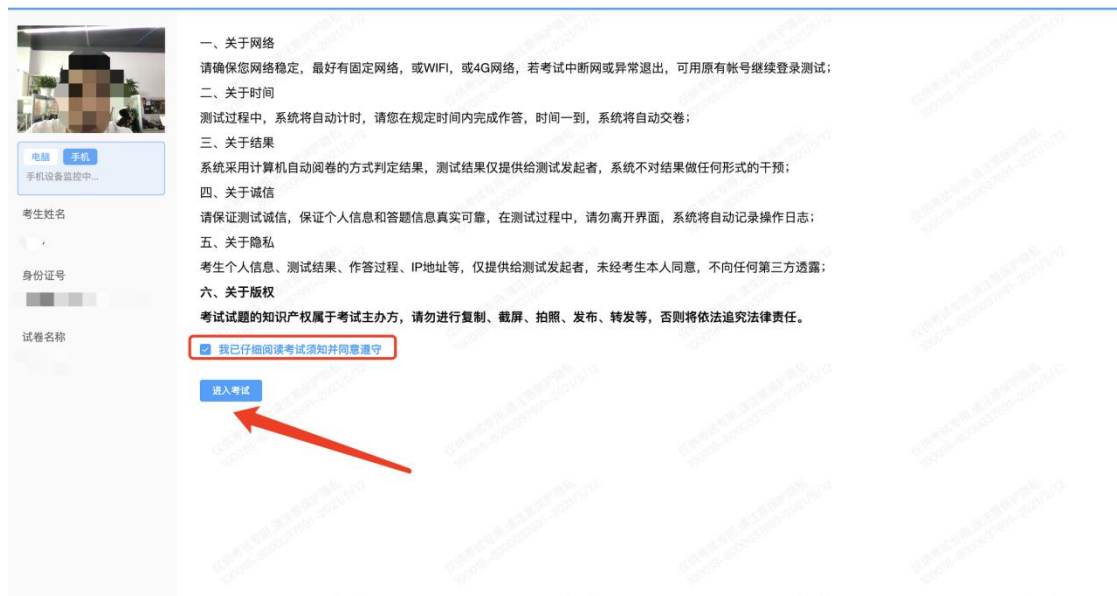 一、关于网络
请确保您网络稳定，最好有固定网络，或WIFI，或4G网络，若考试中断网或异常退出，可用原有帐号继续登录测试；
二、关于时间
测试过程中，系统将自动计时，请您在规定时间内完成作答，时间一到，系统将自动交卷；
三、关于结果
系统采用计算机自动阅卷的方式判定结果，测试结果仅提供给测试发起者，系统不对结果做任何形式的干预；
四、关于诚信
请保证测试诚信，保证个人信息和答题信息真实可靠，在测试过程中，请勿离开界面，系统将自动记录操作日志；
五、关于隐私
考生个人信息、测试结果、作答过程、IP地址等，仅提供给测试发起者，未经考生本人同意，不向任何第三方透露；
六、关于版权
考试试题的知识产权属于考试主办方，请勿进行复制、截屏、拍照、发布、转发等，否则将依法追究法律责任。
我已仔细阅读考试须知并同意遵守
进入考试
电脑 手机
手机设备监控中...
考生姓名
身份证号
试卷名称